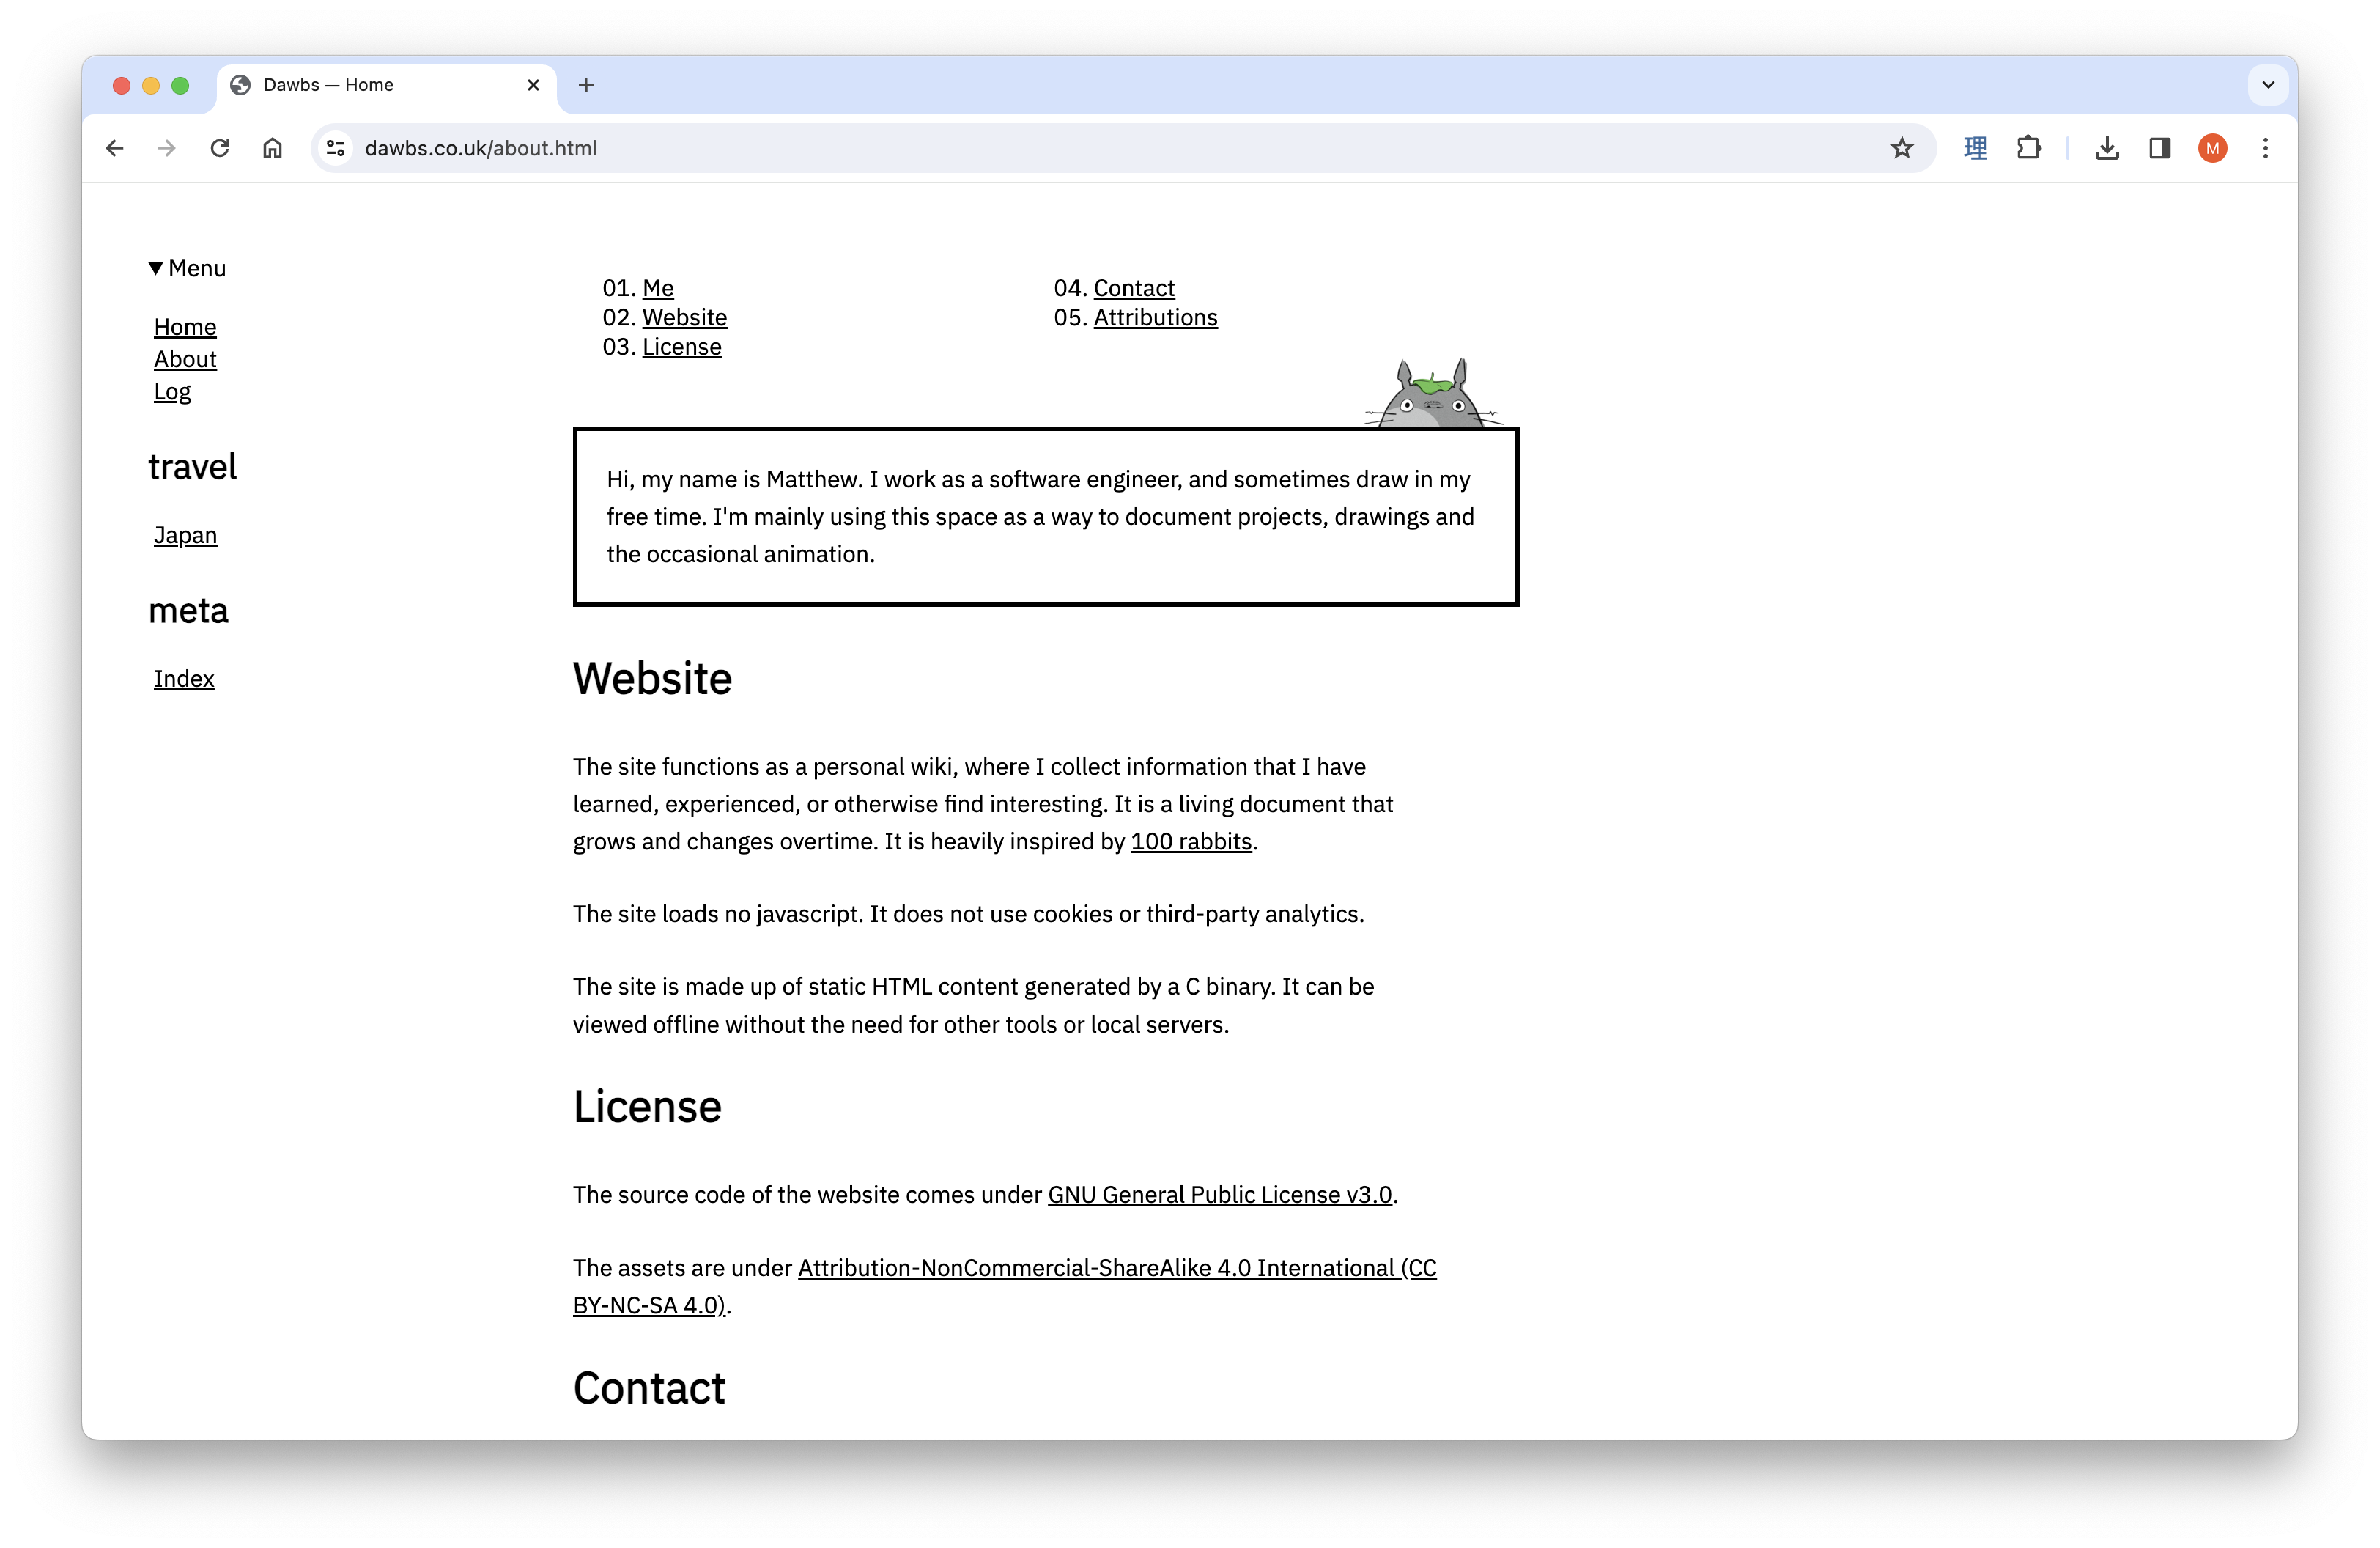 Dawbs — Home
dawbs.co.uk/about.html
理
M
Menu
Home
About
Log
travel
Japan
meta
Index
01. Me
02. Website
03. License
04. Contact
05. Attributions
Hi, my name is Matthew. I work as a software engineer, and sometimes draw in my
free time. I'm mainly using this space as a way to document projects, drawings and
the occasional animation.
Website
The site functions as a personal wiki, where I collect information that I have
learned, experienced, or otherwise find interesting. It is a living document that
grows and changes overtime. It is heavily inspired by 100 rabbits.
The site loads no javascript. It does not use cookies or third-party analytics.
The site is made up of static HTML content generated by a C binary. It can be
viewed offline without the need for other tools or local servers.
License
The source code of the website comes under GNU General Public License v3.0.
The assets are under Attribution-NonCommercial-ShareAlike 4.0 International (CC
BY-NC-SA 4.0).
Contact